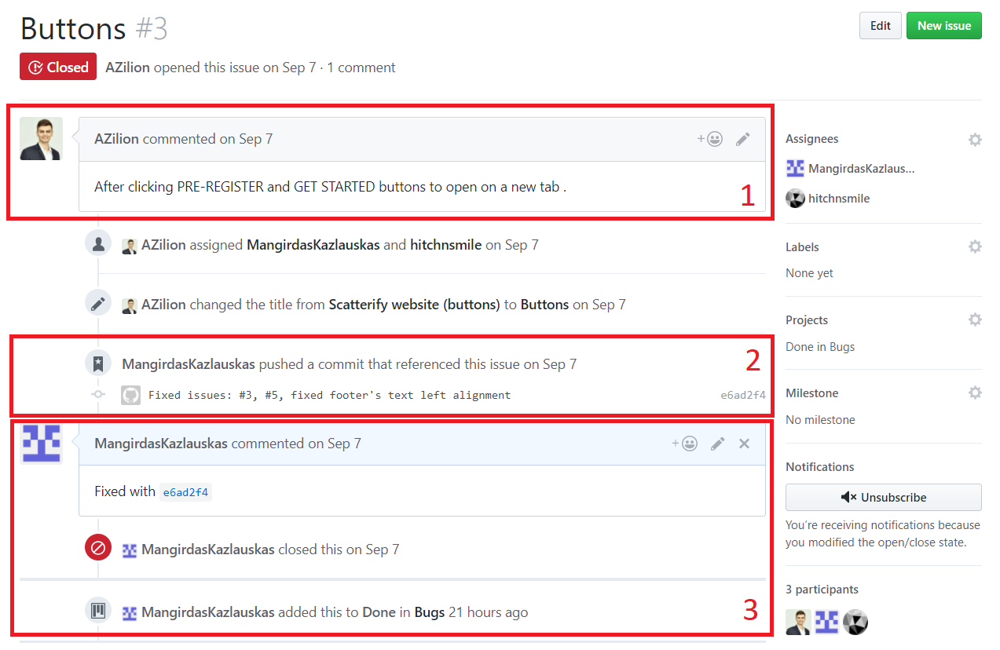 Buttons #3
Edit
New issue
Closed
AZilion opened this issue on Sep 7 · 1 comment
AZilion commented on Sep 7
After clicking PRE-REGISTER and GET STARTED buttons to open on a new tab .
1
AZilion assigned MangirdasKazlauskas and hitchnsmile on Sep 7
AZilion changed the title from Scatterify website (buttons) to Buttons on Sep 7
MangirdasKazlauskas pushed a commit that referenced this issue on Sep 7
2
Fixed issues: #3, #5, fixed footer's text left alignment
e6ad2f4
MangirdasKazlauskas commented on Sep 7
Fixed with e6ad2f4
MangirdasKazlauskas closed this on Sep 7
MangirdasKazlauskas added this to Done in Bugs 21 hours ago
3
Assignees
MangirdasKazlaus...
hitchnsmile
Labels
None yet
Projects
Done in Bugs
Milestone
No milestone
Notifications
Unsubscribe
You're receiving notifications because
you modified the open/close state.
3 participants